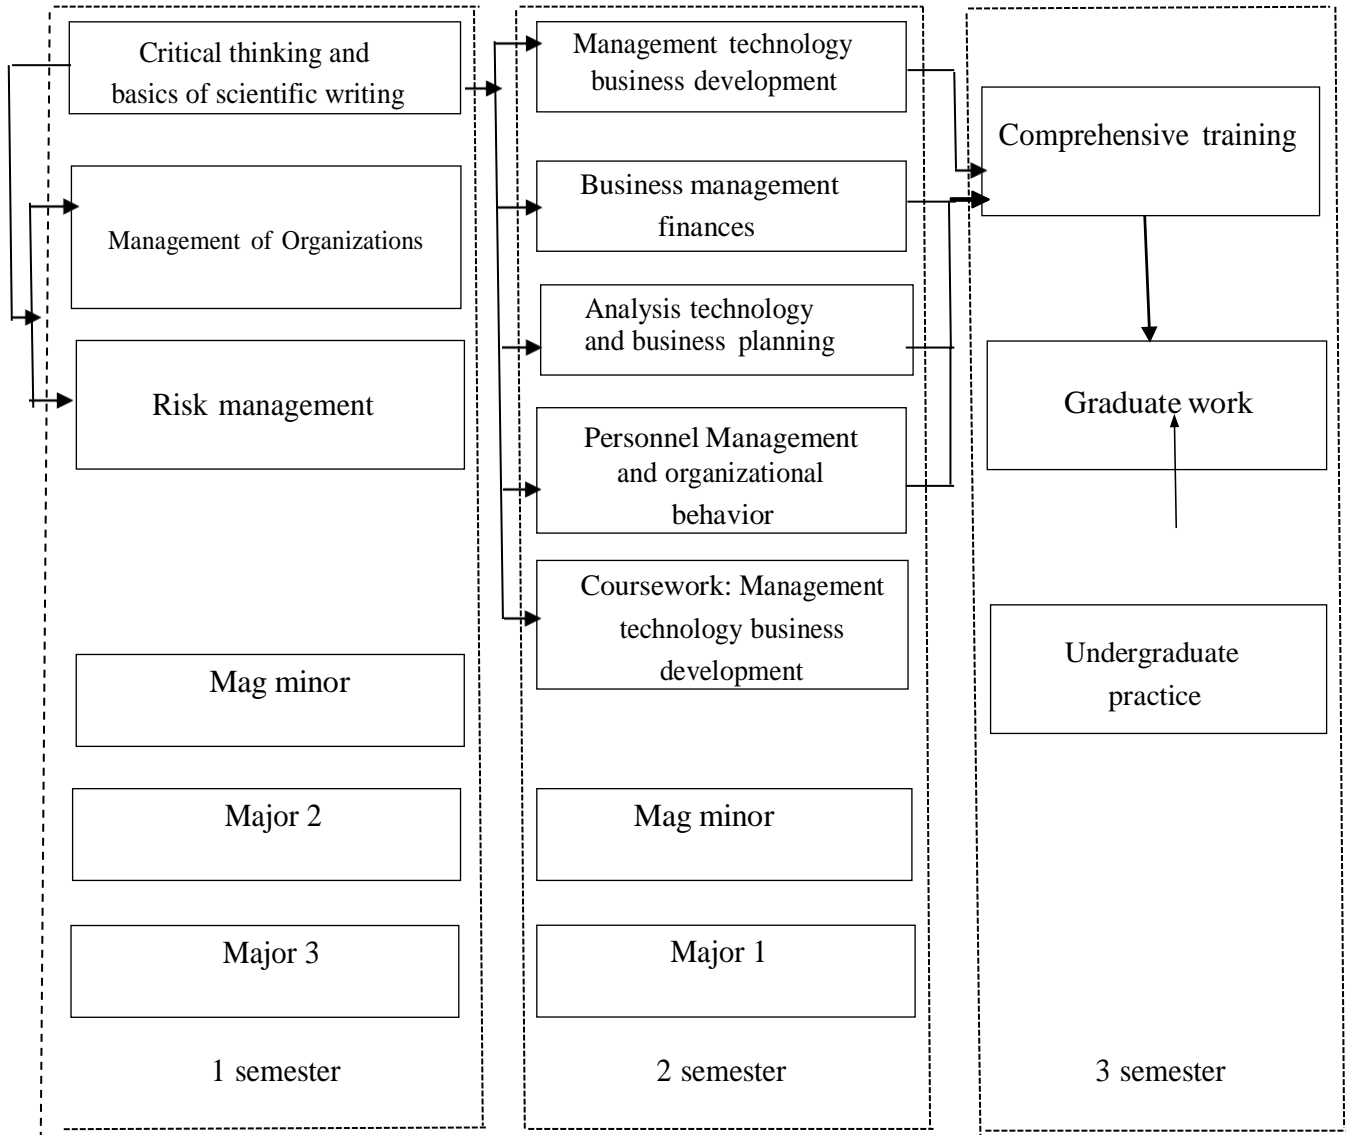 Critical thinking and
basics of scientific writing
Management of Organizations
Risk management
Mag minor
Major 2
Major 3
1 semester
Management technology
business development
Business management
finances
Analysis technology
and business planning
Personnel Management
and organizational
behavior
Coursework: Management
technology business
development
Mag minor
Major 1
2 semester
Comprehensive training
Graduate work
Undergraduate
practice
3 semester